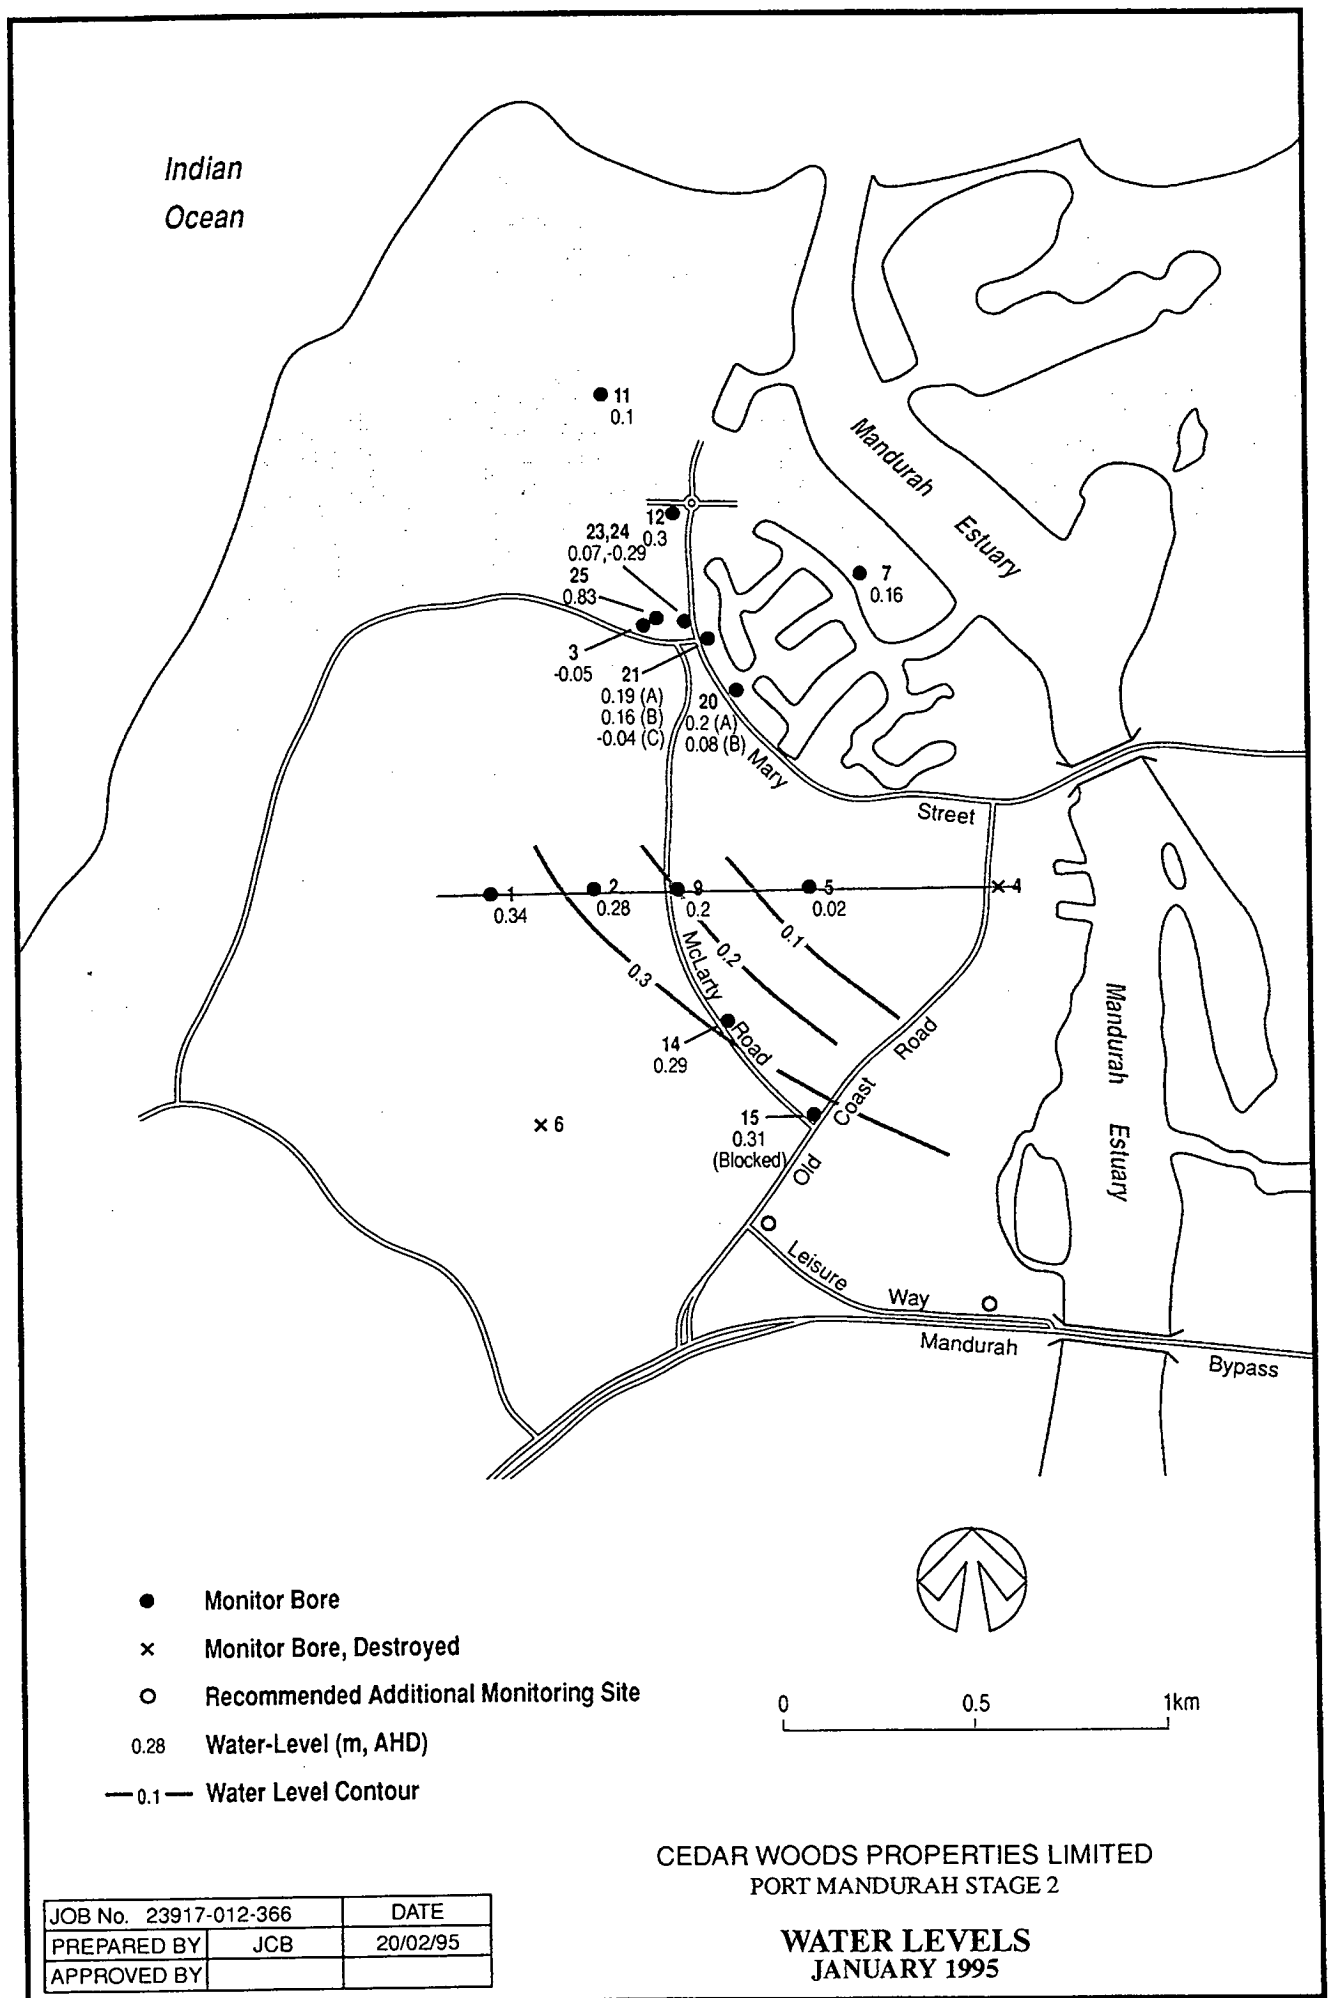 Indian
Ocean
11
0.1
Mandurah
Estuary
12
0.3
23,24
0.07,-0.29
25
0.83
7
0.16
3
-0.05
21
0.19 (A)
0.16 (B)
-0.04 (C)
20
0.2 (A)
0.08 (B)
Mary
Street
1
0.34
2
0.28
9
0.2
5
0.02
4
0.3
0.2
0.1
McLarty
Road
14
0.29
Mandurah
Estuary
6
15
0.31
(Blocked)
Old
Coast
Road
Leisure
Way
Mandurah
Bypass
Monitor Bore
Monitor Bore, Destroyed
Recommended Additional Monitoring Site
0.28 Water-Level (m, AHD)
0.1 Water Level Contour
0 0.5 1km
CEDAR WOODS PROPERTIES LIMITED
PORT MANDURAH STAGE 2
WATER LEVELS
JANUARY 1995
JOB No. 23917-012-366 DATE
PREPARED BY JCB 20/02/95
APPROVED BY